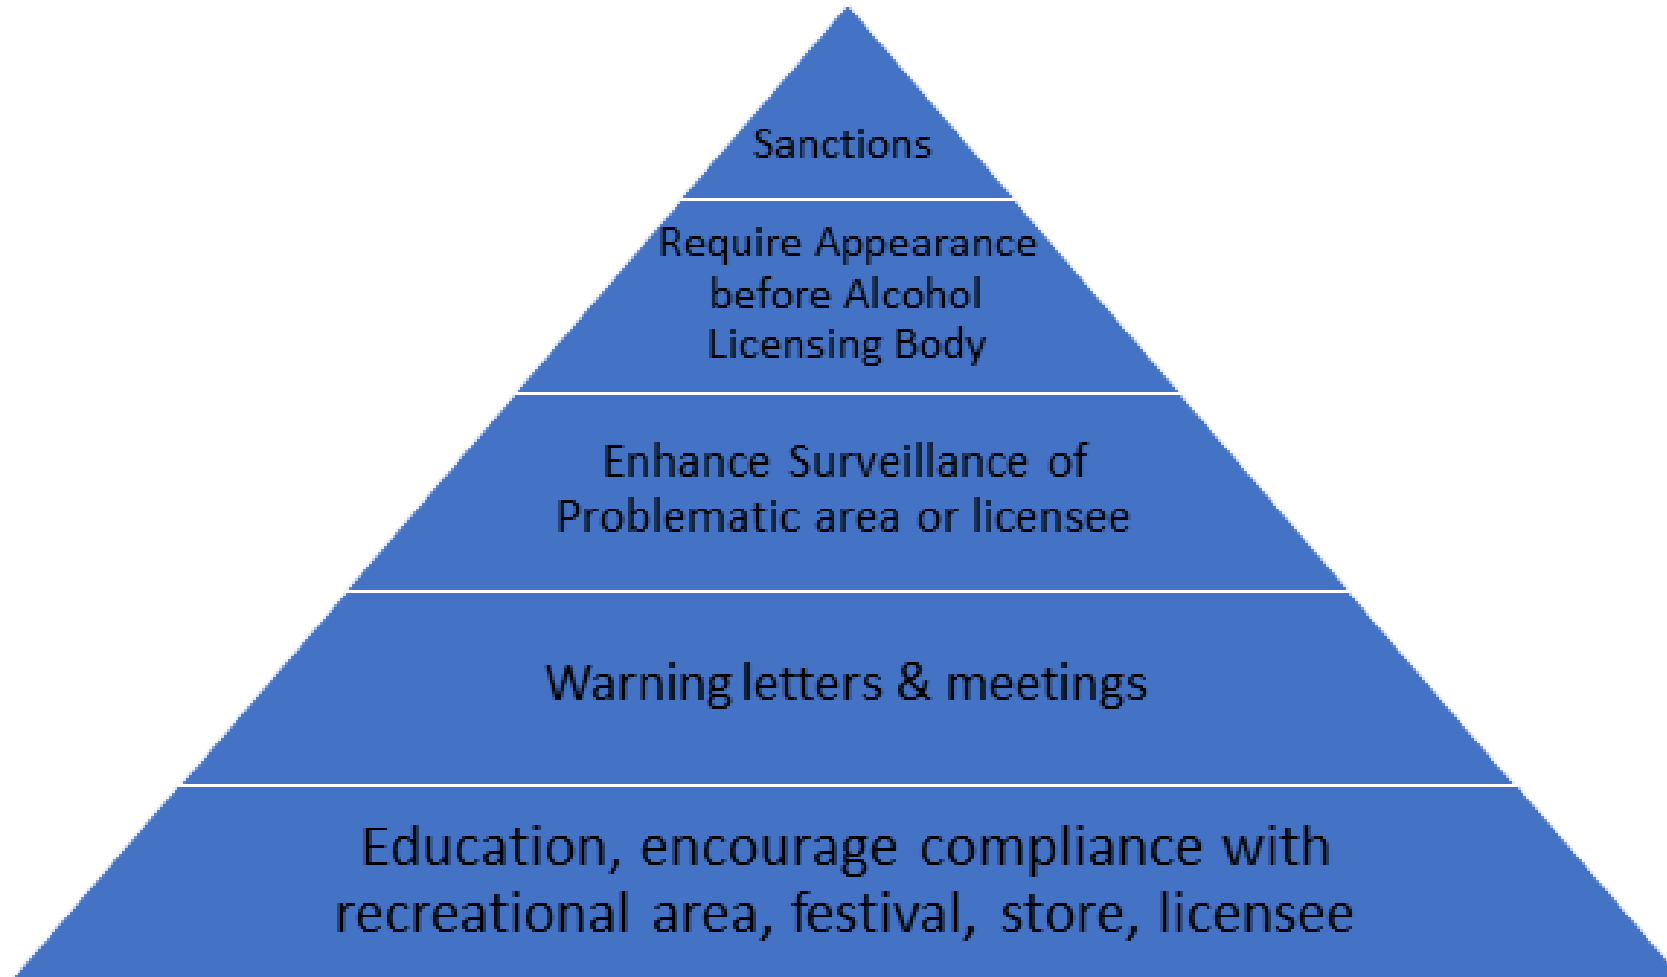 Sanctions
Require Appearance
before Alcohol
Licensing Body
Enhance Surveillance of
Problematic area or licensee
Warning letters & meetings
Education, encourage compliance with
recreational area, festival, store, licensee